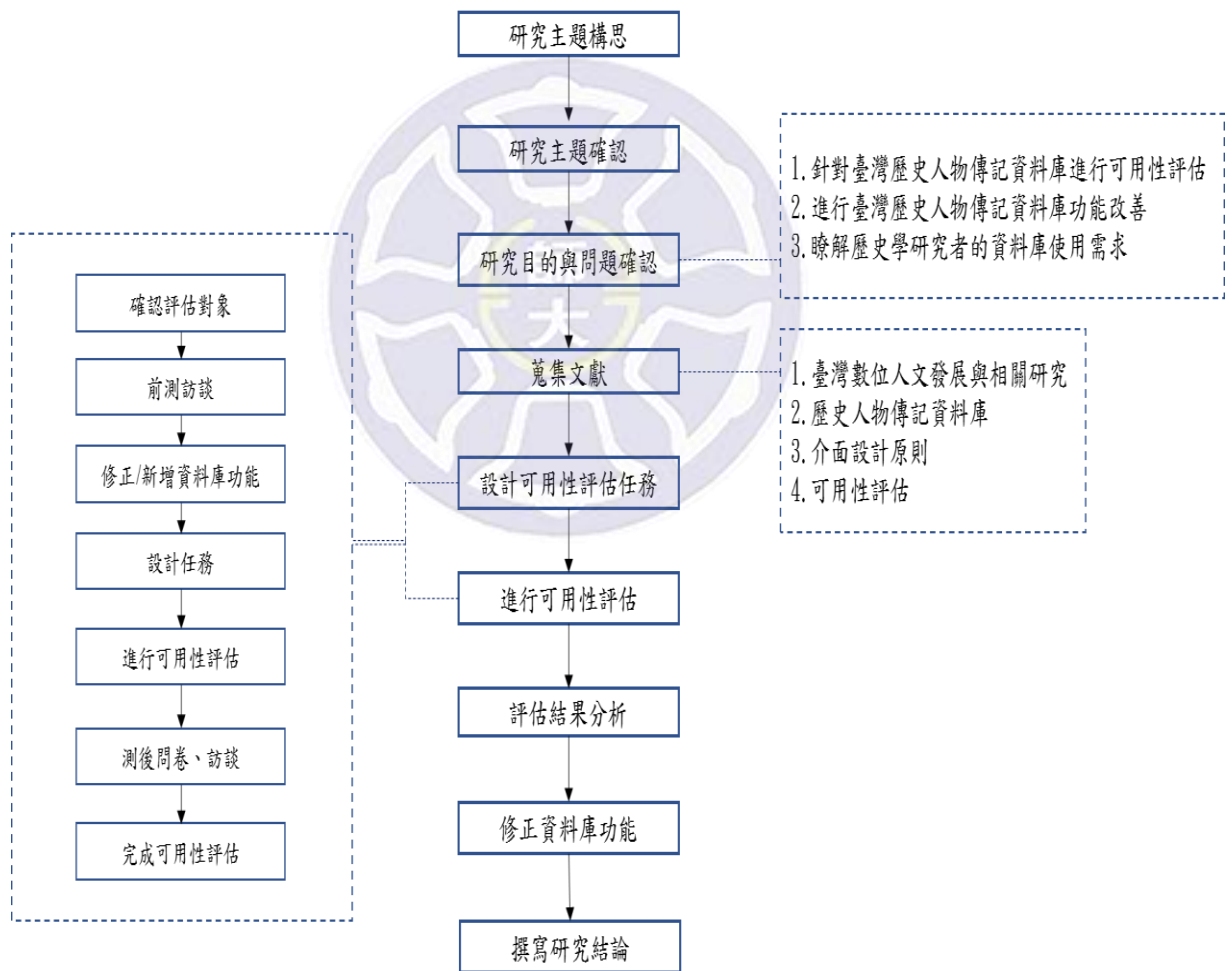 研究主題構思
研究主題確認
研究目的與問題確認
蒐集文獻
設計可用性評估任務
進行可用性評估
評估結果分析
修正資料庫功能
撰寫研究結論
1.針對臺灣歷史人物傳記資料庫進行可用性評估
2.進行臺灣歷史人物傳記資料庫功能改善
3.瞭解歷史學研究者的資料庫使用需求
1.臺灣數位人文發展與相關研究
2.歷史人物傳記資料庫
3.介面設計原則
4.可用性評估
確認評估對象
前測訪談
修正/新增資料庫功能
設計任務
進行可用性評估
測後問卷、訪談
完成可用性評估
師大